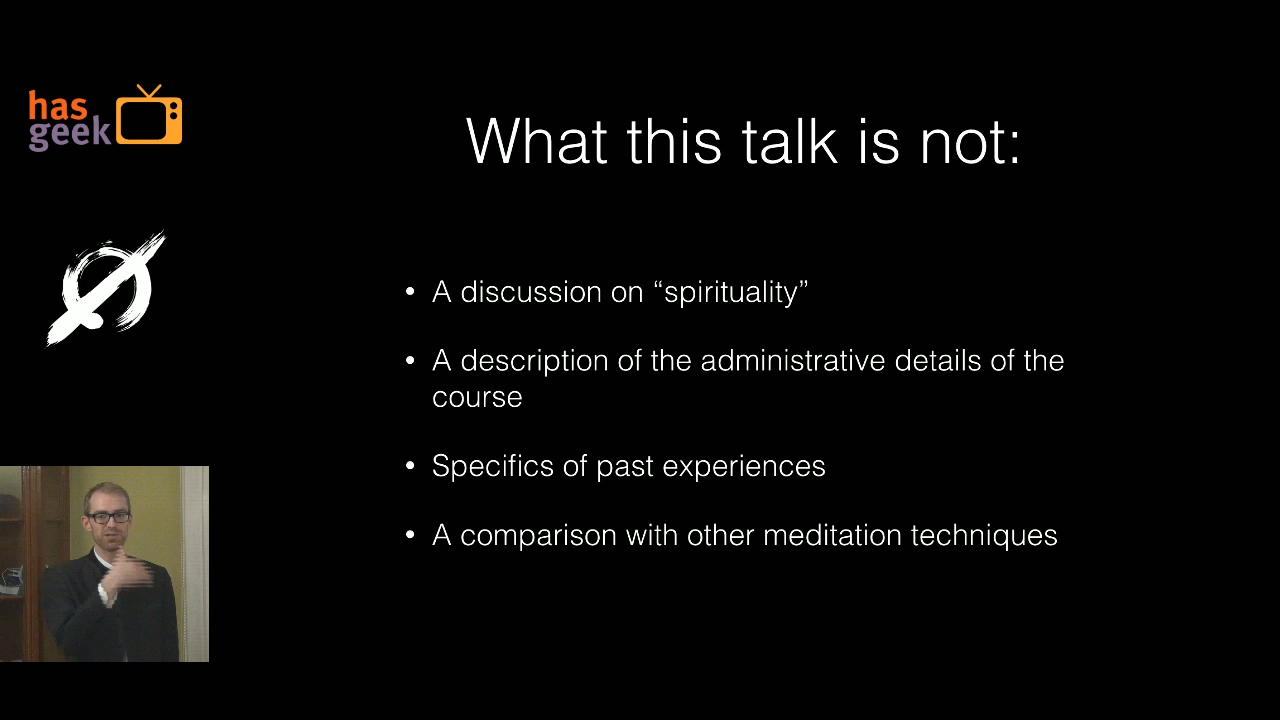 has
geek
What this talk is not:
• A discussion on “spirituality”
• A description of the administrative details of the
course
• Specifics of past experiences
• A comparison with other meditation techniques